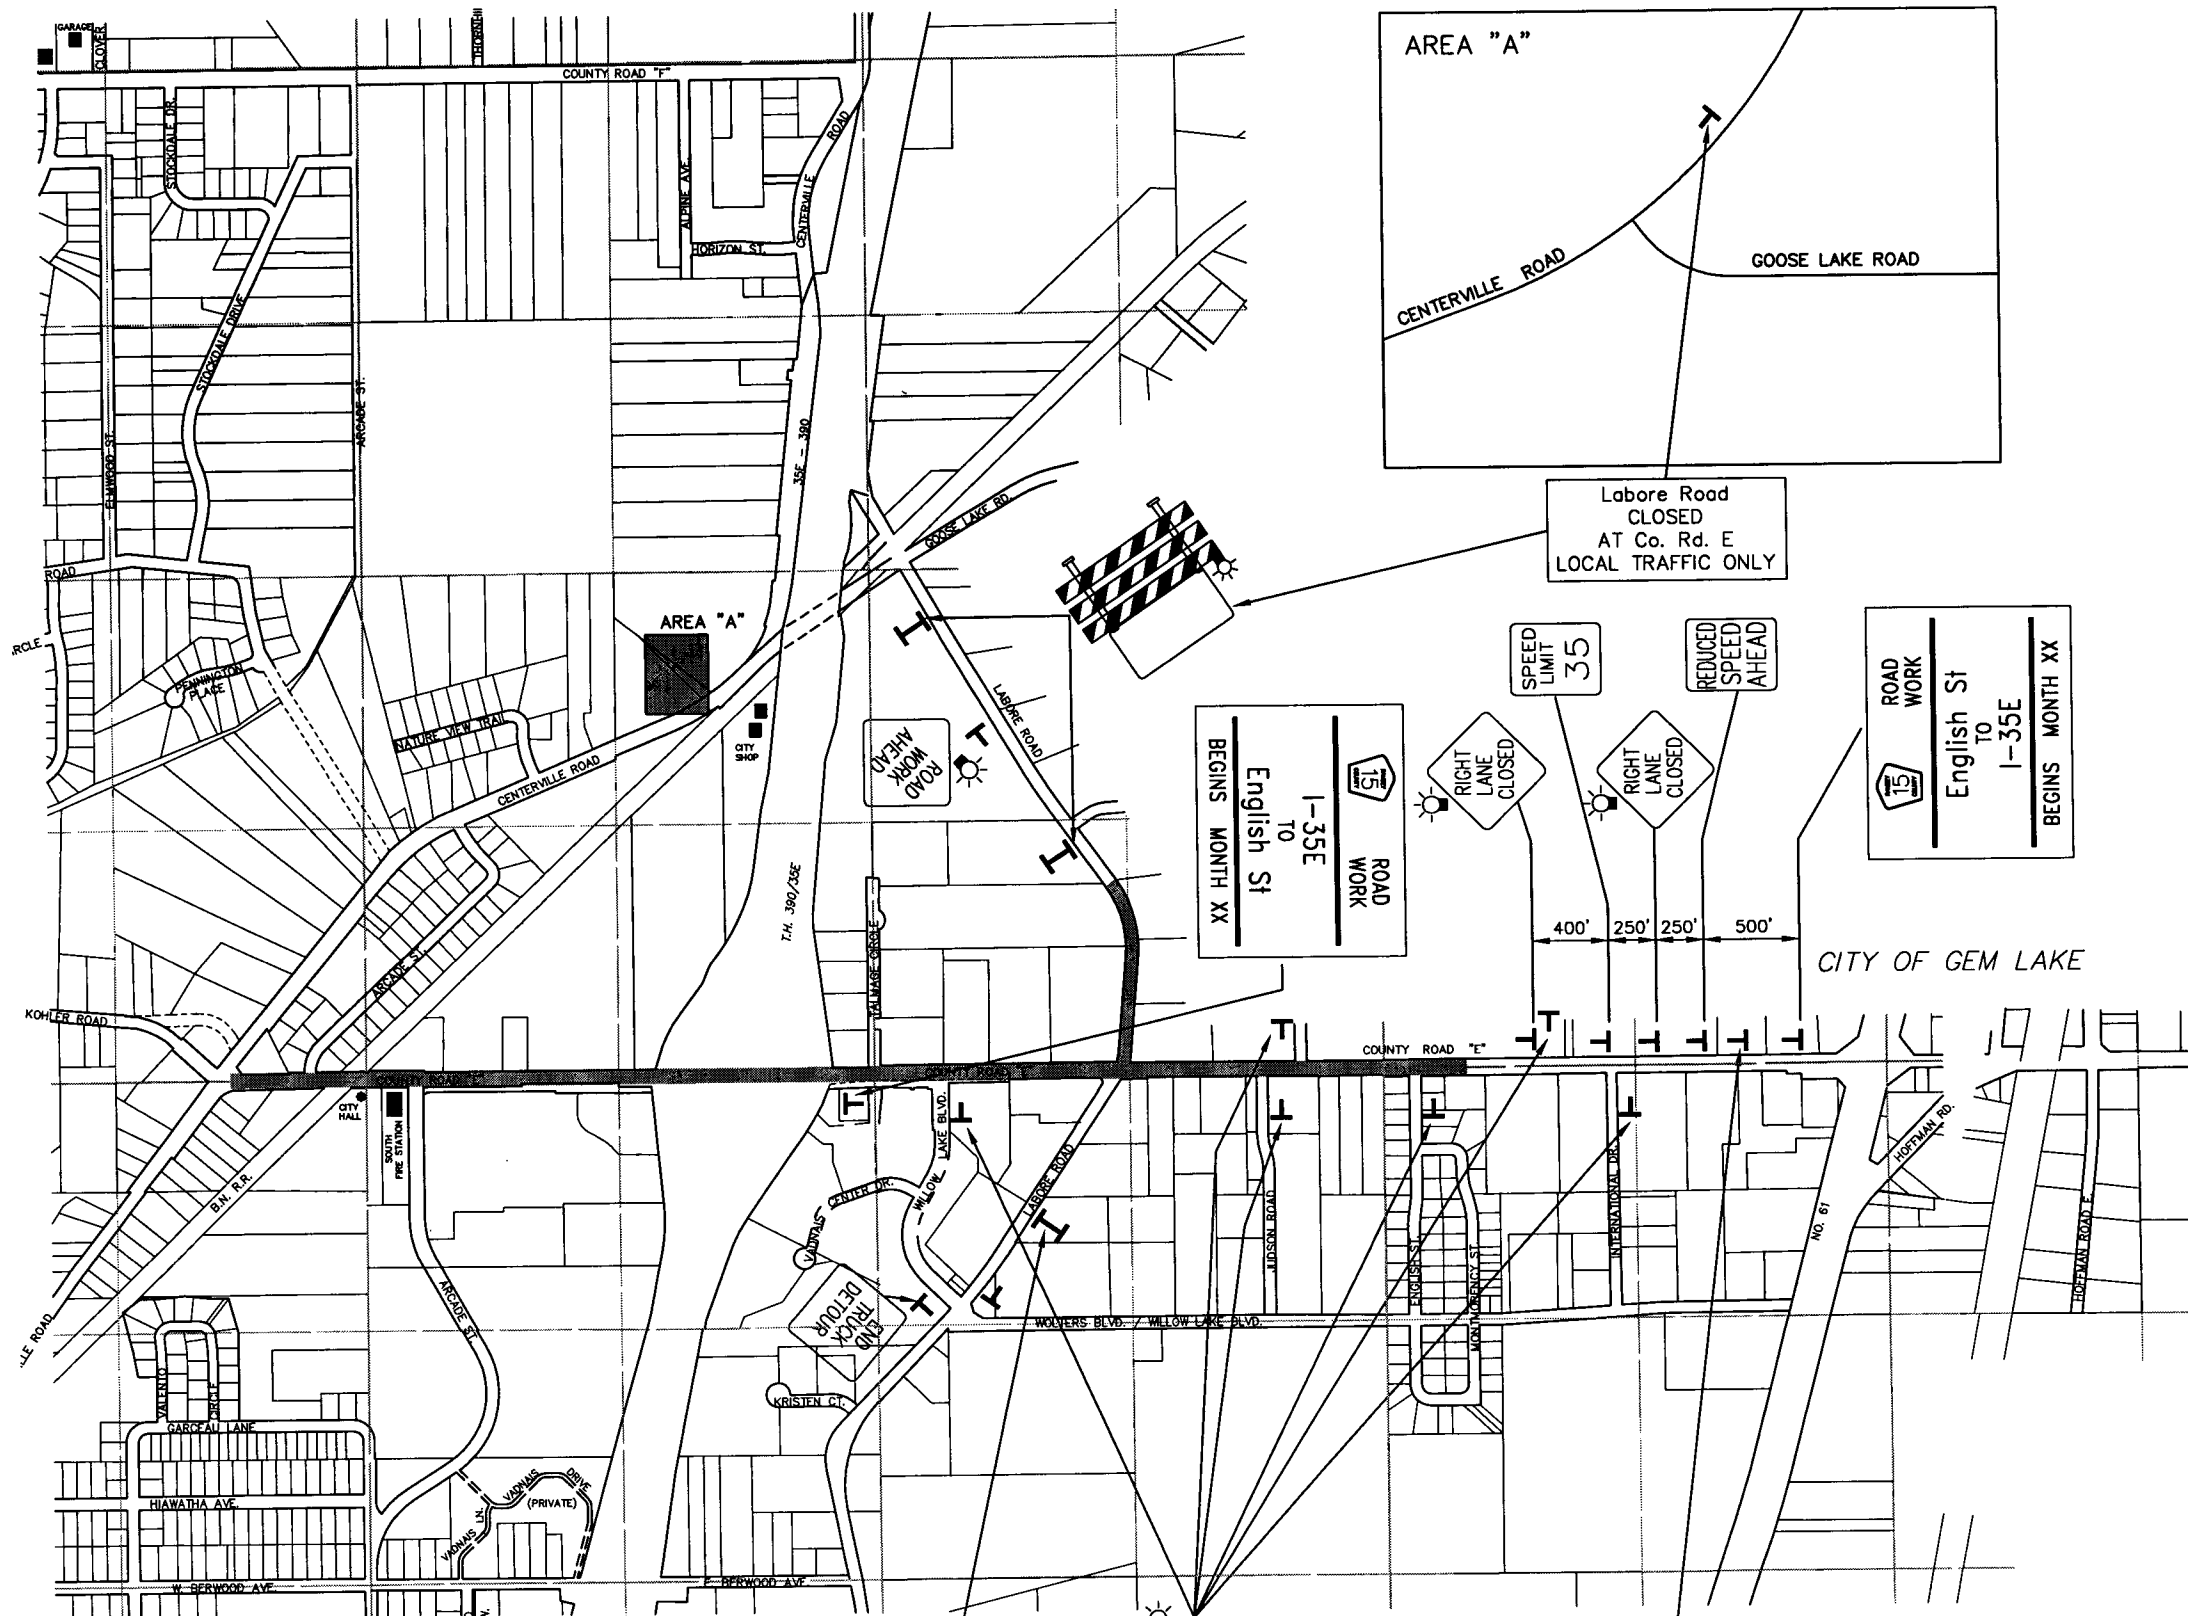 GARAGE
CLOVER
THORNHI
COUNTY ROAD "F"
STOCKDALE DR.
ALPINE AVE.
CENTERVILLE ROAD
HORIZON ST.
STOCKDALE DRIVE
ELMWOOD ST.
ARCADE ST.
35E - 390
ROAD
RCLE
PENNINGTON
PLACE
NATURE VIEW TRAIL
CENTERVILLE ROAD
AREA "A"
CITY
SHOP
GOOSE LAKE RD.
LABORE ROAD
ROAD
WORK
AHEAD
AREA "A"
CENTERVILLE ROAD
GOOSE LAKE ROAD
Labore Road
CLOSED
AT Co. Rd. E
LOCAL TRAFFIC ONLY
15
ROAD
WORK
I-35E
TO
English St
BEGINS MONTH XX
RIGHT
LANE
CLOSED
SPEED
LIMIT
35
RIGHT
LANE
CLOSED
REDUCED
SPEED
AHEAD
ROAD
WORK
15
English St
TO
I-35E
BEGINS MONTH XX
400'
250'
250'
500'
CITY OF GEM LAKE
T.H. 390/35E
TALMAGE CIRCLE
ARCADE ST.
KOHLER ROAD
COUNTY ROAD "E"
COUNTY ROAD "E"
COUNTY ROAD "E"
CITY
HALL
SOUTH
FIRE STATION
B.N. R.R.
LLE ROAD
ARCADE ST.
WILLOW LAKE BLVD.
VADNAIS CENTER DR.
LABORE ROAD
JUDSON ROAD
ENGLISH ST.
MONTMORENCY ST.
INTERNATIONAL DR.
NO. 61
HOFFMAN RD.
HOFFMAN ROAD E.
END
TRUCK
DETOUR
WOLTERS BLVD. / WILLOW LAKE BLVD.
KRISTEN CT.
VALENTO
CIRCLE
GARCEAU LANE
HIAWATHA AVE.
VADNAIS LN.
VADNAIS DRIVE
(PRIVATE)
W. BERWOOD AVE.
E. BERWOOD AVE.